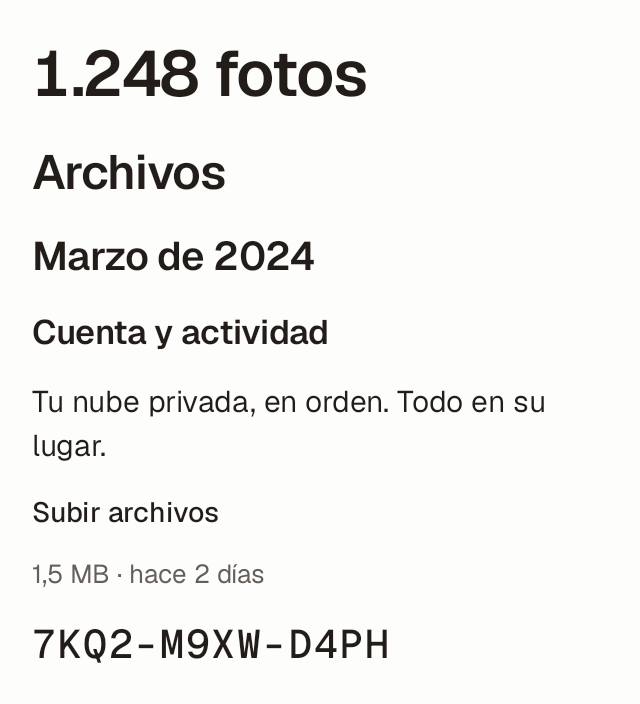 1.248 fotos
Archivos
Marzo de 2024
Cuenta y actividad
Tu nube privada, en orden. Todo en su
lugar.
Subir archivos
1,5 MB · hace 2 días
7KQ2-M9XW-D4PH